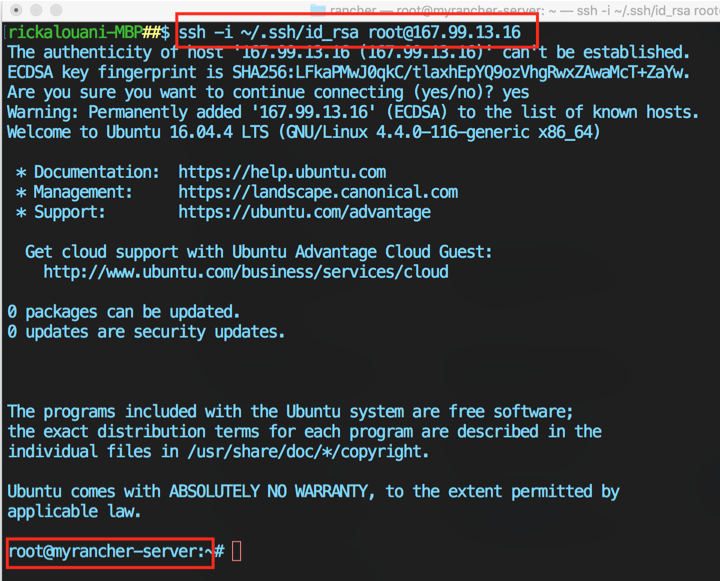 rancher — root@myrancher-server: ~ — ssh -i ~/.ssh/id_rsa root
rickalouani-MBP##$ ssh -i ~/.ssh/id_rsa root@167.99.13.16
The authenticity of host '167.99.13.16 (167.99.13.16)' can't be established.
ECDSA key fingerprint is SHA256:LFkaPMwJ0qkC/tlaxhEpYQ9ozVhgRwxZAwaMcT+ZaYw.
Are you sure you want to continue connecting (yes/no)? yes
Warning: Permanently added '167.99.13.16' (ECDSA) to the list of known hosts.
Welcome to Ubuntu 16.04.4 LTS (GNU/Linux 4.4.0-116-generic x86_64)
* Documentation:  https://help.ubuntu.com
* Management:     https://landscape.canonical.com
* Support:        https://ubuntu.com/advantage
Get cloud support with Ubuntu Advantage Cloud Guest:
http://www.ubuntu.com/business/services/cloud
0 packages can be updated.
0 updates are security updates.
The programs included with the Ubuntu system are free software;
the exact distribution terms for each program are described in the
individual files in /usr/share/doc/*/copyright.
Ubuntu comes with ABSOLUTELY NO WARRANTY, to the extent permitted by
applicable law.
root@myrancher-server:~#